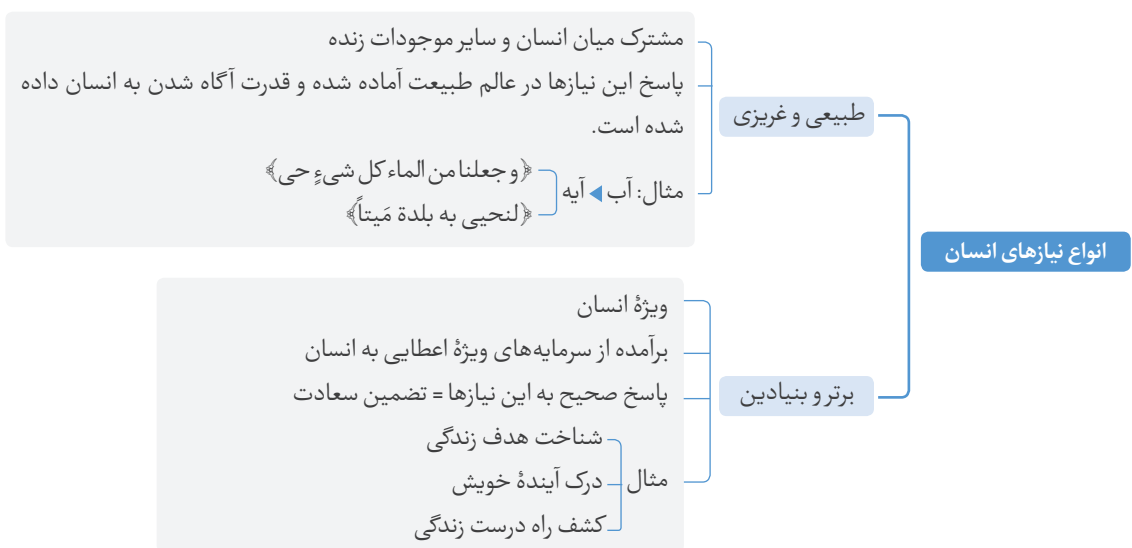 انواع نیازهای انسان
طبیعی و غریزی
مشترک میان انسان و سایر موجودات زنده
پاسخ این نیازها در عالم طبیعت آماده شده و قدرت آگاه شدن به انسان داده
شده است.
مثال: آب ◀ آیه
﴿و جعلنا من الماء کل شیءٍ حی﴾
﴿لنحیی به بلدة مَیتاً﴾
برتر و بنیادین
ویژۀ انسان
برآمده از سرمایه‌های ویژۀ اعطایی به انسان
پاسخ صحیح به این نیازها = تضمین سعادت
مثال
شناخت هدف زندگی
درک آیندۀ خویش
کشف راه درست زندگی